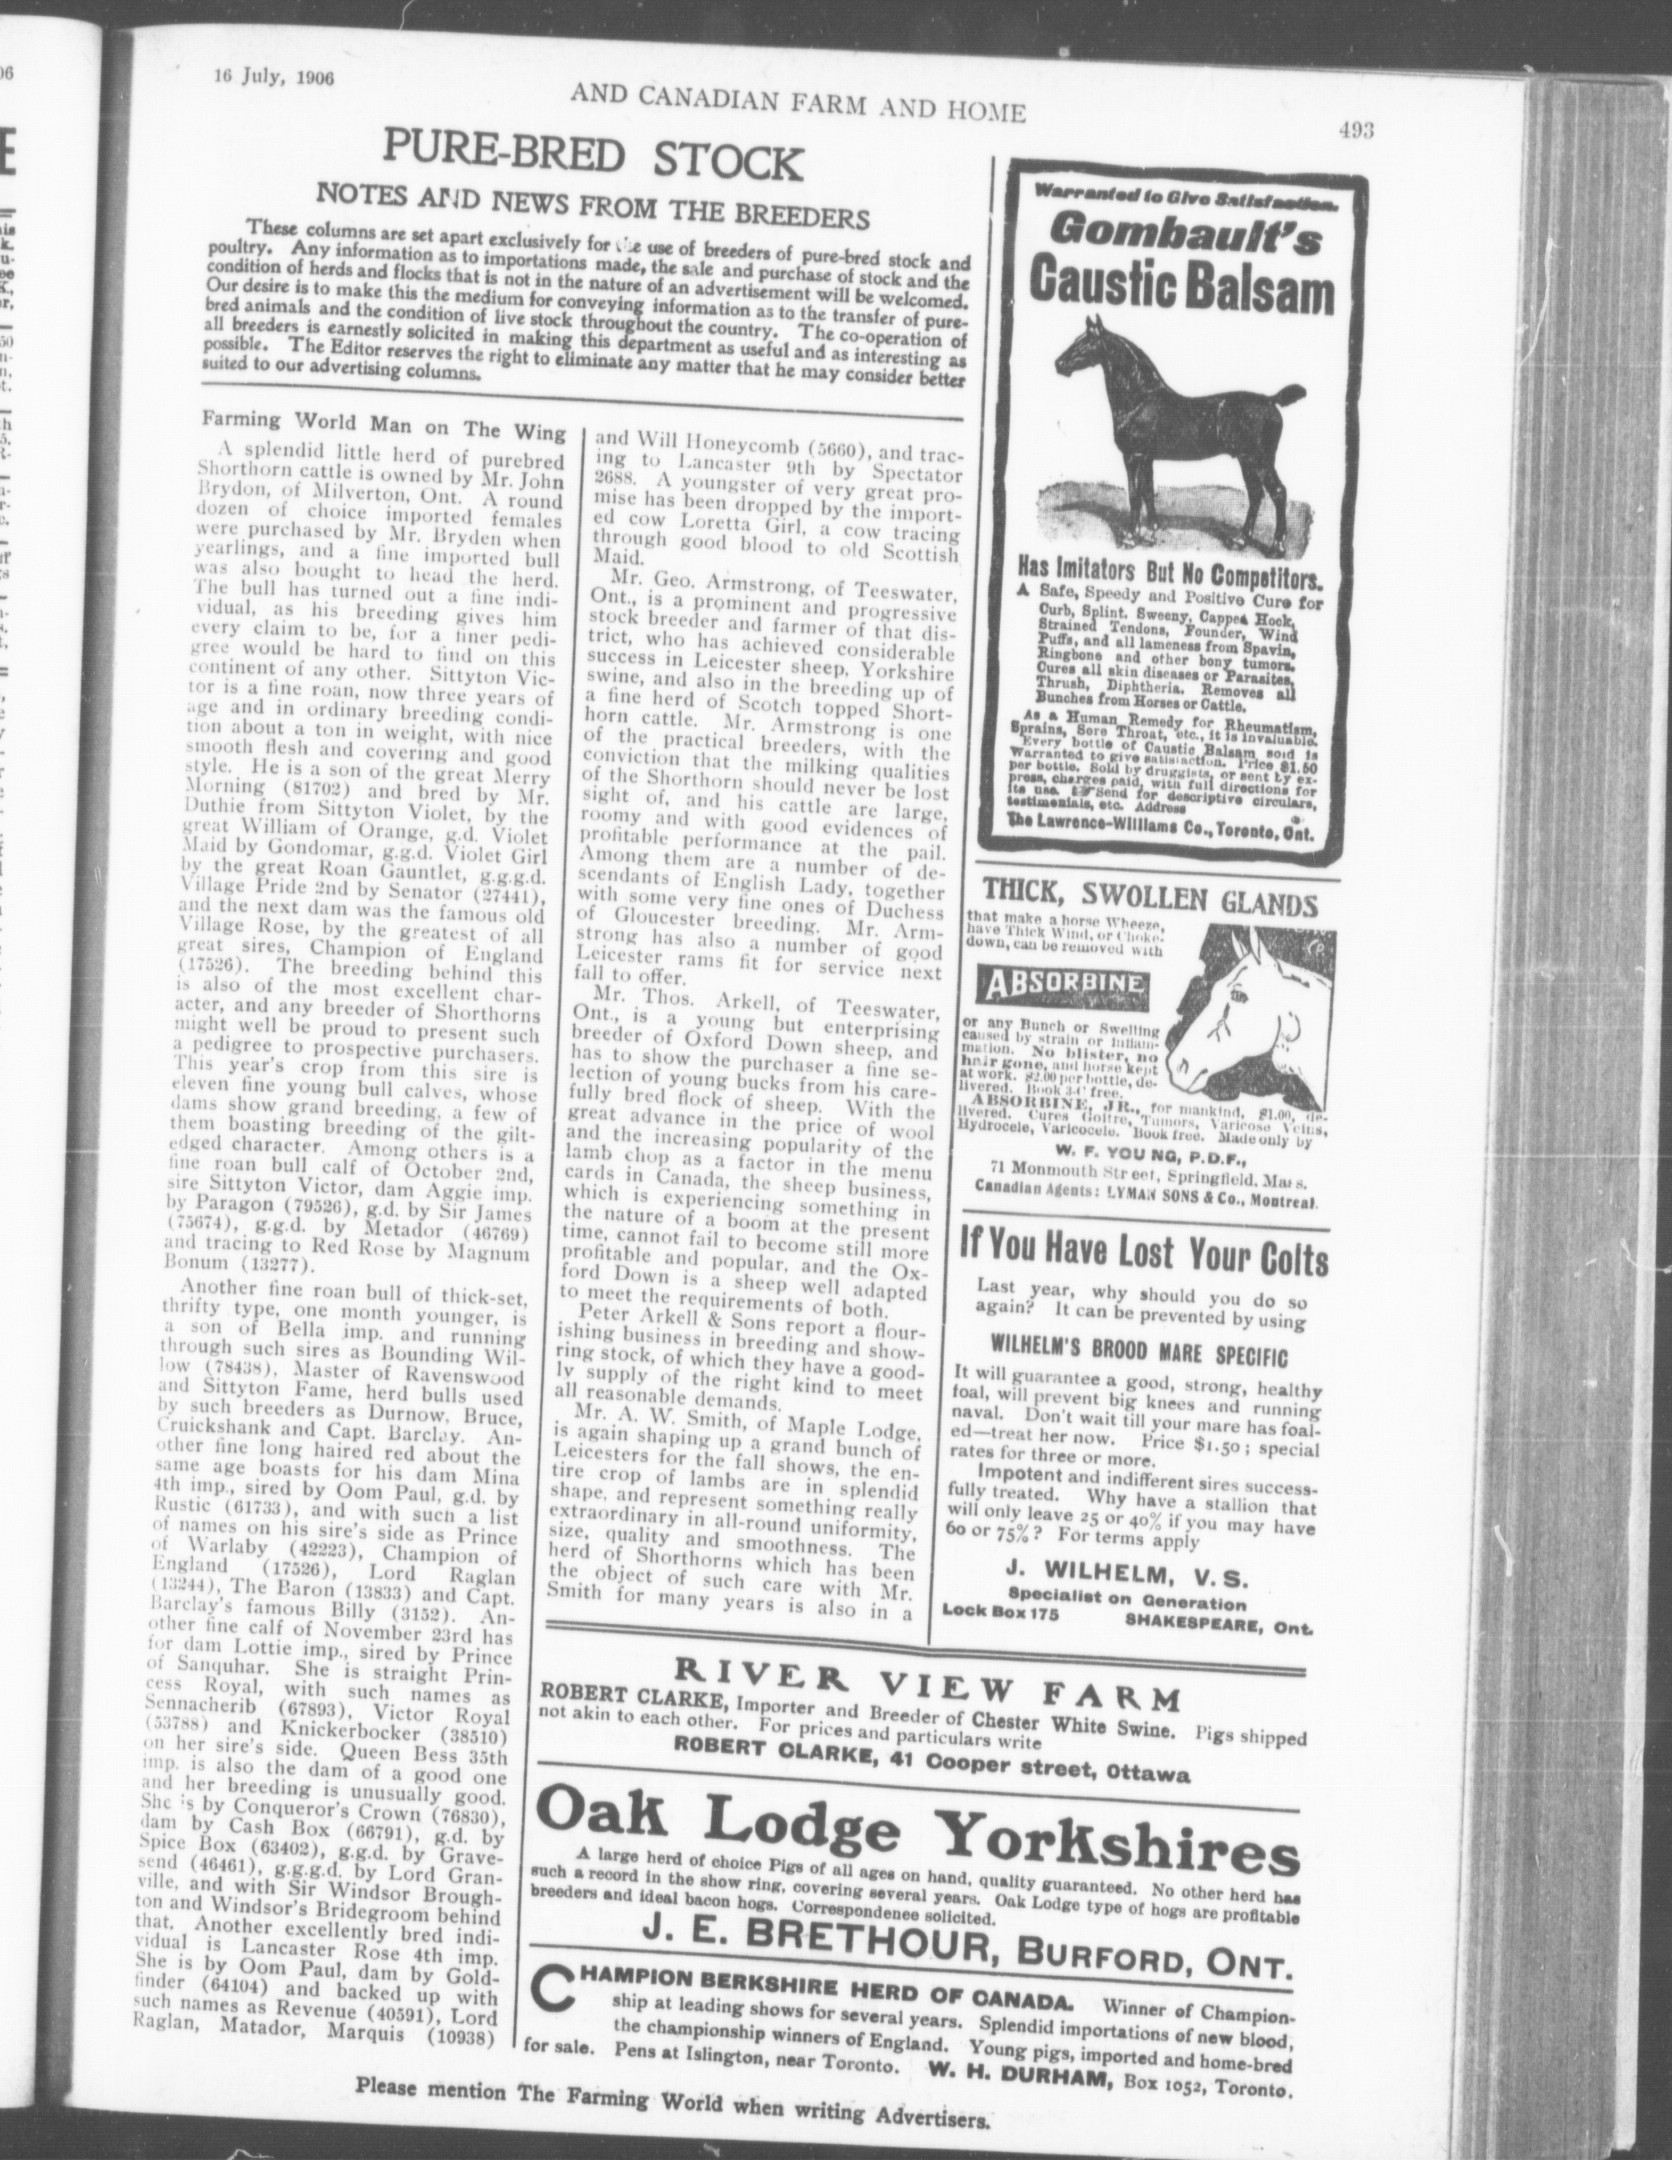 16 July, 1906
AND CANADIAN FARM AND HOME
493
PURE-BRED STOCK
NOTES AND NEWS FROM THE BREEDERS
These columns are set apart exclusively for the use of breeders of pure-bred stock and
poultry. Any information as to importations made, the sale and purchase of stock and the
condition of herds and flocks that is not in the nature of an advertisement will be welcomed.
Our desire is to make this the medium for conveying information as to the transfer of pure-
bred animals and the condition of live stock throughout the country. The co-operation of
all breeders is earnestly solicited in making this department as useful and as interesting as
possible. The Editor reserves the right to eliminate any matter that he may consider better
suited to our advertising columns.
Farming World Man on The Wing
A splendid little herd of purebred
Shorthorn cattle is owned by Mr. John
Brydon, of Milverton, Ont. A round
dozen of choice imported females
were purchased by Mr. Bryden when
yearlings, and a fine imported bull
was also bought to head the herd.
The bull has turned out a fine indi-
vidual, as his breeding gives him
every claim to be, for a finer pedi-
gree would be hard to find on this
continent of any other. Sittyton Vic-
tor is a fine roan, now three years of
age and in ordinary breeding condi-
tion about a ton in weight, with nice
smooth flesh and covering and good
style. He is a son of the great Merry
Morning (81702) and bred by Mr.
Duthie from Sittyton Violet, by the
great William of Orange, g.d. Violet
Maid by Gondomar, g.g.d. Violet Girl
by the great Roan Gauntlet, g.g.g.d.
Village Pride 2nd by Senator (27441),
and the next dam was the famous old
Village Rose, by the greatest of all
great sires, Champion of England
(17526). The breeding behind this
is also of the most excellent char-
acter, and any breeder of Shorthorns
might well be proud to present such
a pedigree to prospective purchasers.
This year's crop from this sire is
eleven fine young bull calves, whose
dams show grand breeding, a few of
them boasting breeding of the gilt-
edged character. Among others is a
fine roan bull calf of October 2nd,
sire Sittyton Victor, dam Aggie imp.
by Paragon (79526), g.d. by Sir James
(75674), g.g.d. by Metador (46769)
and tracing to Red Rose by Magnum
Bonum (13277).
Another fine roan bull of thick-set,
thrifty type, one month younger, is
a son of Bella imp. and running
through such sires as Bounding Wil-
low (78438), Master of Ravenswood
and Sittyton Fame, herd bulls used
by such breeders as Durnow, Bruce,
Cruickshank and Capt. Barclay. An-
other fine long haired red about the
same age boasts for his dam Mina
4th imp., sired by Oom Paul, g.d. by
Rustic (61733), and with such a list
of names on his sire's side as Prince
of Warlaby (42223), Champion of
England (17526), Lord Raglan
(13244), The Baron (13833) and Capt.
Barclay's famous Billy (3152). An-
other fine calf of November 23rd has
for dam Lottie imp., sired by Prince
of Sanquhar. She is straight Prin-
cess Royal, with such names as
Sennacherib (67893), Victor Royal
(53788) and Knickerbocker (38510)
on her sire's side. Queen Bess 35th
imp. is also the dam of a good one
and her breeding is unusually good.
She is by Conqueror's Crown (76830),
dam by Cash Box (66791), g.d. by
Spice Box (63402), g.g.d. by Grave-
send (46461), g.g.g.d. by Lord Gran-
ville, and with Sir Windsor Brough-
ton and Windsor's Bridegroom behind
that. Another excellently bred indi-
vidual is Lancaster Rose 4th imp.
She is by Oom Paul, dam by Gold-
finder (64104) and backed up with
such names as Revenue (40591), Lord
Raglan, Matador, Marquis (10938)
and Will Honeycomb (5660), and trac-
ing to Lancaster 9th by Spectator
2688. A youngster of very great pro-
mise has been dropped by the import-
ed cow Loretta Girl, a cow tracing
through good blood to old Scottish
Maid.
Mr. Geo. Armstrong, of Teeswater,
Ont., is a prominent and progressive
stock breeder and farmer of that dis-
trict, who has achieved considerable
success in Leicester sheep, Yorkshire
swine, and also in the breeding up of
a fine herd of Scotch topped Short-
horn cattle. Mr. Armstrong is one
of the practical breeders, with the
conviction that the milking qualities
of the Shorthorn should never be lost
sight of, and his cattle are large,
roomy and with good evidences of
profitable performance at the pail.
Among them are a number of de-
scendants of English Lady, together
with some very fine ones of Duchess
of Gloucester breeding. Mr. Arm-
strong has also a number of good
Leicester rams fit for service next
fall to offer.
Mr. Thos. Arkell, of Teeswater,
Ont., is a young but enterprising
breeder of Oxford Down sheep, and
has to show the purchaser a fine se-
lection of young bucks from his care-
fully bred flock of sheep. With the
great advance in the price of wool
and the increasing popularity of the
lamb chop as a factor in the menu
cards in Canada, the sheep business,
which is experiencing something in
the nature of a boom at the present
time, cannot fail to become still more
profitable and popular, and the Ox-
ford Down is a sheep well adapted
to meet the requirements of both.
Peter Arkell & Sons report a flour-
ishing business in breeding and show-
ring stock, of which they have a good-
ly supply of the right kind to meet
all reasonable demands.
Mr. A. W. Smith, of Maple Lodge,
is again shaping up a grand bunch of
Leicesters for the fall shows, the en-
tire crop of lambs are in splendid
shape, and represent something really
extraordinary in all-round uniformity,
size, quality and smoothness. The
herd of Shorthorns which has been
the object of such care with Mr.
Smith for many years is also in a
Warranted to Give Satisfaction.
Gombault's
Caustic Balsam
Has Imitators But No Competitors.
A Safe, Speedy and Positive Cure for
Curb, Splint, Sweeny, Capped Hock,
Strained Tendons, Founder, Wind
Puffs, and all lameness from Spavin,
Ringbone and other bony tumors.
Cures all skin diseases or Parasites,
Thrush, Diphtheria. Removes all
Bunches from Horses or Cattle.
As a Human Remedy for Rheumatism,
Sprains, Sore Throat, etc., it is invaluable.
Every bottle of Caustic Balsam sold is
Warranted to give satisfaction. Price $1.50
per bottle. Sold by druggists, or sent by ex-
press, charges paid, with full directions for
its use. ☞Send for descriptive circulars,
testimonials, etc. Address
The Lawrence-Williams Co., Toronto, Ont.
THICK, SWOLLEN GLANDS
that make a horse Wheeze,
have Thick Wind, or Choke-
down, can be removed with
ABSORBINE
or any Bunch or Swelling
caused by strain or Inflam-
mation. No blister, no
hair gone, and horse kept
at work. $2.00 per bottle, de-
livered. Book 3-C free.
ABSORBINE, JR., for mankind, $1.00, de-
livered. Cures Goitre, Tumors, Varicose Veins,
Hydrocele, Varicocele. Book free. Made only by
W. F. YOUNG, P.D.F.,
71 Monmouth Street, Springfield, Mass.
Canadian Agents: LYMAN SONS & Co., Montreal.
If You Have Lost Your Colts
Last year, why should you do so
again? It can be prevented by using
WILHELM'S BROOD MARE SPECIFIC
It will guarantee a good, strong, healthy
foal, will prevent big knees and running
naval. Don't wait till your mare has foal-
ed—treat her now. Price $1.50; special
rates for three or more.
Impotent and indifferent sires success-
fully treated. Why have a stallion that
will only leave 25 or 40% if you may have
60 or 75%? For terms apply
J. WILHELM, V. S.
Specialist on Generation
Lock Box 175 SHAKESPEARE, Ont.
RIVER VIEW FARM
ROBERT CLARKE, Importer and Breeder of Chester White Swine. Pigs shipped
not akin to each other. For prices and particulars write
ROBERT CLARKE, 41 Cooper street, Ottawa
Oak Lodge Yorkshires
A large herd of choice Pigs of all ages on hand, quality guaranteed. No other herd has
such a record in the show ring, covering several years. Oak Lodge type of hogs are profitable
breeders and ideal bacon hogs. Correspondenee solicited.
J. E. BRETHOUR, BURFORD, ONT.
CHAMPION BERKSHIRE HERD OF CANADA. Winner of Champion-
ship at leading shows for several years. Splendid importations of new blood,
the championship winners of England. Young pigs, imported and home-bred
for sale. Pens at Islington, near Toronto. W. H. DURHAM, Box 1052, Toronto.
Please mention The Farming World when writing Advertisers.